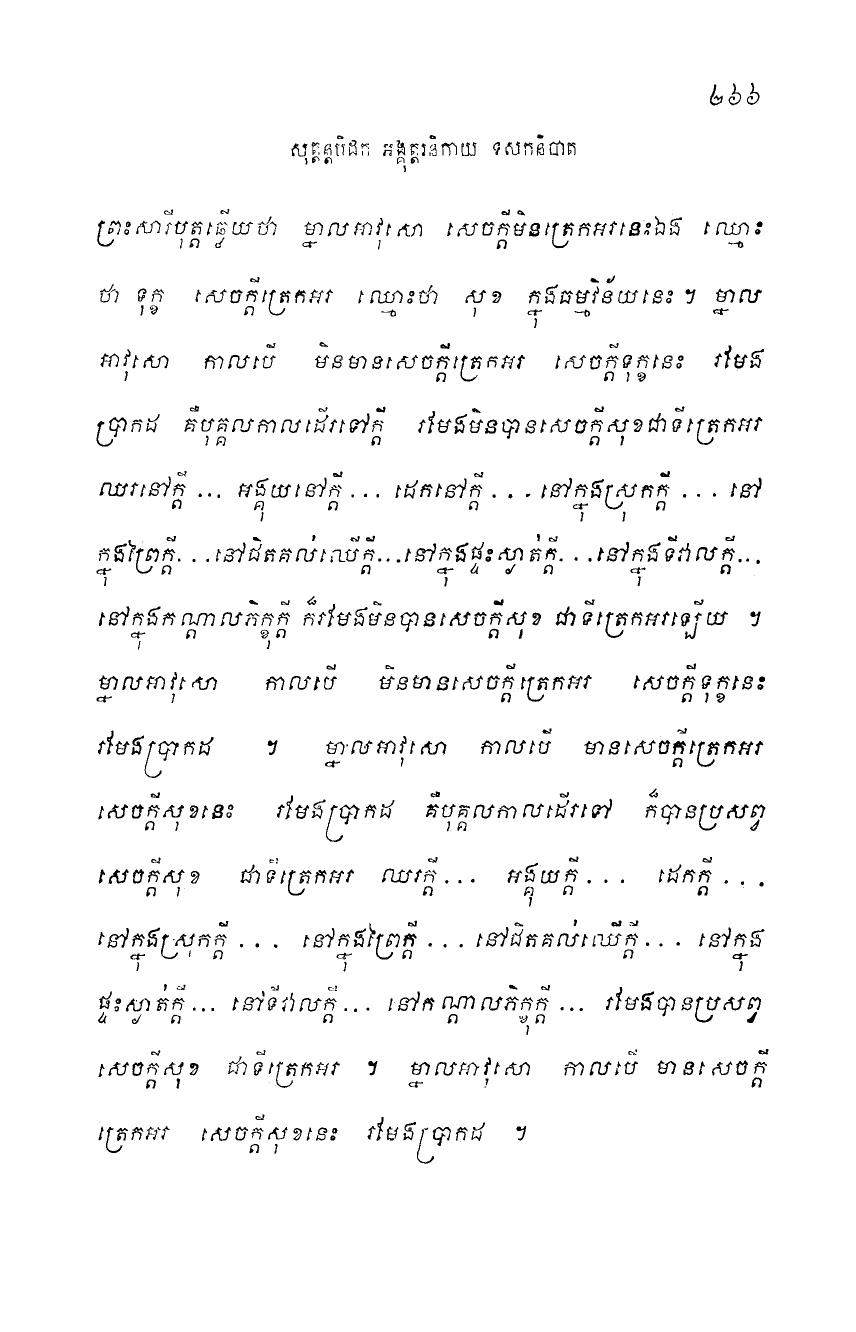 ២៦៦
សុត្តន្តបិដក អង្គុត្តរនិកាយ ទសកនិបាត
ព្រះសារីបុត្តឆ្លើយថា ម្នាលអាវុសោ សេចក្តីមិនត្រេកអរនេះឯង ឈ្មោះ
ថា ទុក្ខ សេចក្តីត្រេកអរ ឈ្មោះថា សុខ ក្នុងធម្មវិន័យនេះ។ ម្នាល
អាវុសោ កាលបើ មិនមានសេចក្តីត្រេកអរ សេចក្តីទុក្ខនេះ រមែង
ប្រាកដ គឺបុគ្គលកាលដើរទៅក្តី រមែងមិនបានសេចក្តីសុខជាទីត្រេកអរ
ឈរនៅក្តី ... អង្គុយនៅក្តី ... ដេកនៅក្តី ... នៅក្នុងស្រុកក្តី ... នៅ
ក្នុងព្រៃក្តី...នៅជិតគល់ឈើក្តី...នៅក្នុងផ្ទះស្ងាត់ក្តី...នៅក្នុងទីវាលក្តី...
នៅក្នុងកណ្តាលភិក្ខុក្តី ក៏រមែងមិនបានសេចក្តីសុខ ជាទីត្រេកអរឡើយ ។
ម្នាលអាវុសោ កាលបើ មិនមានសេចក្តីត្រេកអរ សេចក្តីទុក្ខនេះ
រមែងប្រាកដ ។ ម្នាលអាវុសោ កាលបើ មានសេចក្តីត្រេកអរ
សេចក្តីសុខនេះ រមែងប្រាកដ គឺបុគ្គលកាលដើរទៅ ក៏បានប្រសព្វ
សេចក្តីសុខ ជាទីត្រេកអរ ឈរក្តី ... អង្គុយក្តី ... ដេកក្តី ...
នៅក្នុងស្រុកក្តី ... នៅក្នុងព្រៃក្តី ... នៅជិតគល់ឈើក្តី ... នៅក្នុង
ផ្ទះស្ងាត់ក្តី ... នៅទីវាលក្តី ... នៅកណ្តាលភិក្ខុក្តី ... រមែងបានប្រសព្វ
សេចក្តីសុខ ជាទីត្រេកអរ ។ ម្នាលអាវុសោ កាលបើ មានសេចក្តី
ត្រេកអរ សេចក្តីសុខនេះ រមែងប្រាកដ ។